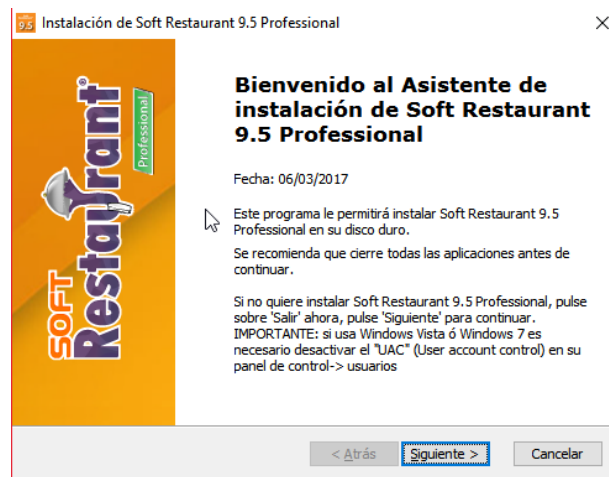 9.5 Instalación de Soft Restaurant 9.5 Professional
SOFT
Restaurant
Professional
Bienvenido al Asistente de
instalación de Soft Restaurant
9.5 Professional
Fecha: 06/03/2017
Este programa le permitirá instalar Soft Restaurant 9.5
Professional en su disco duro.
Se recomienda que cierre todas las aplicaciones antes de
continuar.
Si no quiere instalar Soft Restaurant 9.5 Professional, pulse
sobre 'Salir' ahora, pulse 'Siguiente' para continuar.
IMPORTANTE: si usa Windows Vista ó Windows 7 es
necesario desactivar el "UAC" (User account control) en su
panel de control-> usuarios
< Atrás
Siguiente >
Cancelar